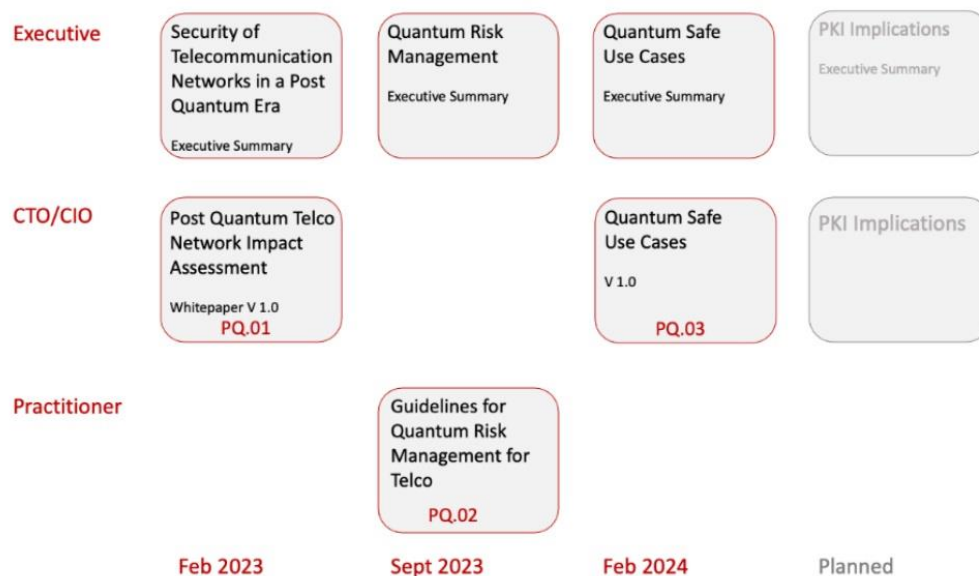 Executive
Security of
Telecommunication
Networks in a Post
Quantum Era
Executive Summary
Quantum Risk
Management
Executive Summary
Quantum Safe
Use Cases
Executive Summary
PKI Implications
Executive Summary
CTO/CIO
Post Quantum Telco
Network Impact
Assessment
Whitepaper V 1.0
PQ.01
Quantum Safe
Use Cases
V 1.0
PQ.03
PKI Implications
Practitioner
Guidelines for
Quantum Risk
Management for
Telco
PQ.02
Feb 2023
Sept 2023
Feb 2024
Planned